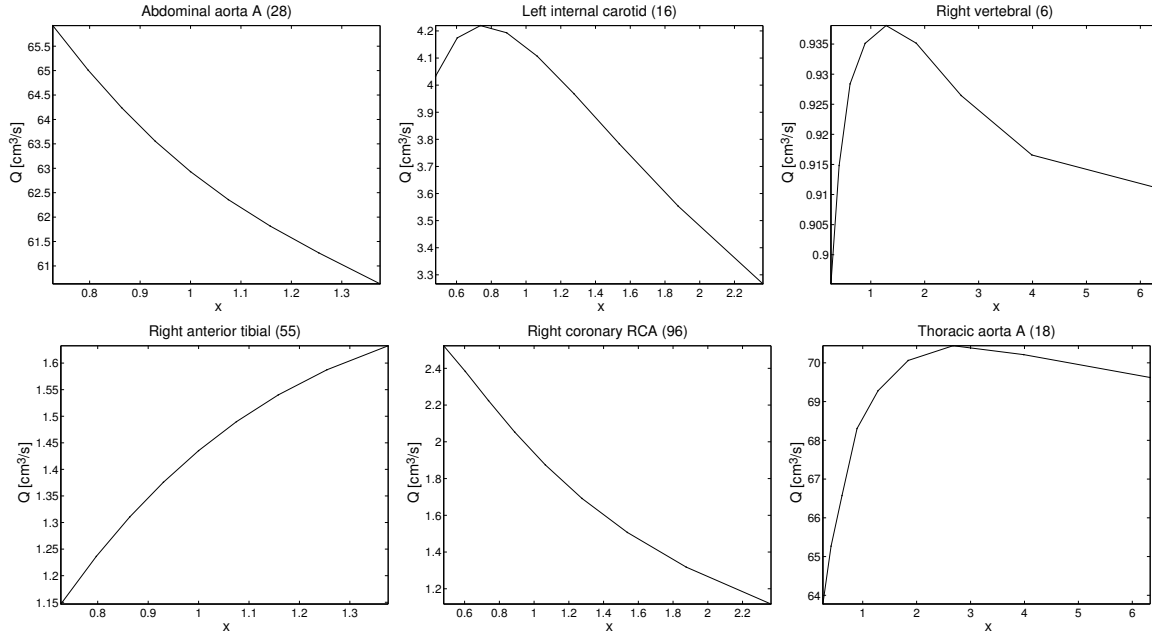 Abdominal aorta A (28)
Q [cm³/s]
65.5
65
64.5
64
63.5
63
62.5
62
61.5
61
0.8 0.9 1 1.1 1.2 1.3
x
Left internal carotid (16)
Q [cm³/s]
4.2
4.1
4
3.9
3.8
3.7
3.6
3.5
3.4
3.3
0.6 0.8 1 1.2 1.4 1.6 1.8 2 2.2
x
Right vertebral (6)
Q [cm³/s]
0.935
0.93
0.925
0.92
0.915
0.91
0.905
0.9
1 2 3 4 5 6
x
Right anterior tibial (55)
Q [cm³/s]
1.6
1.55
1.5
1.45
1.4
1.35
1.3
1.25
1.2
1.15
0.8 0.9 1 1.1 1.2 1.3
x
Right coronary RCA (96)
Q [cm³/s]
2.4
2.2
2
1.8
1.6
1.4
1.2
0.6 0.8 1 1.2 1.4 1.6 1.8 2 2.2
x
Thoracic aorta A (18)
Q [cm³/s]
70
69
68
67
66
65
64
1 2 3 4 5 6
x